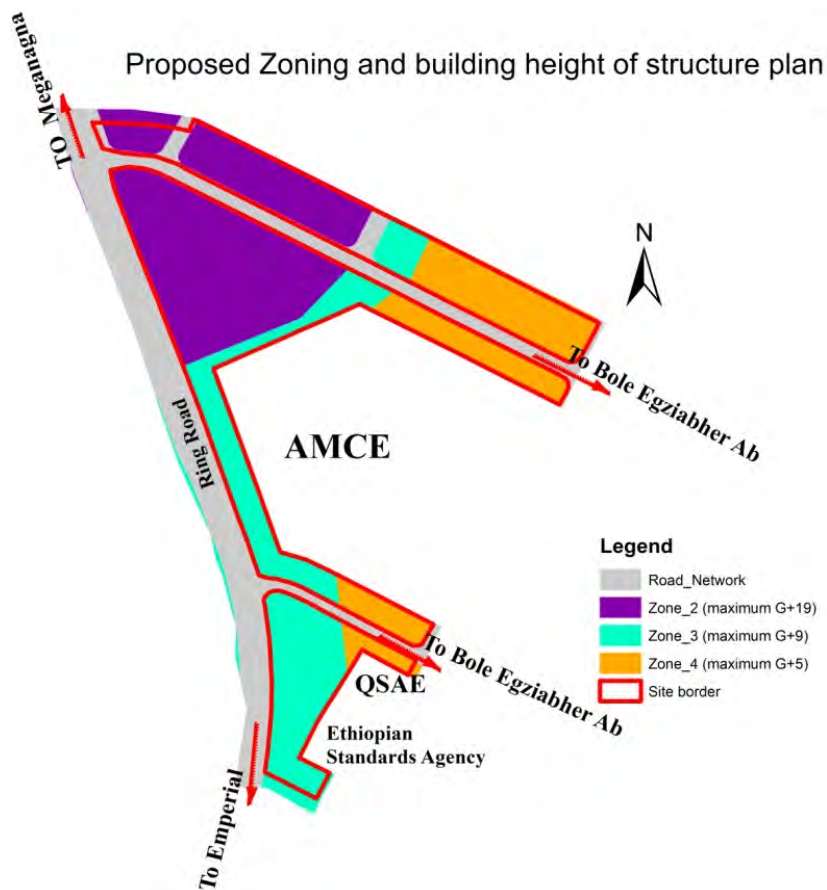 Proposed Zoning and building height of structure plan
TO Meganagna
N
To Bole Egziabher Ab
AMCE
Ring Road
Legend
Road_Network
Zone_2 (maximum G+19)
Zone_3 (maximum G+9)
Zone_4 (maximum G+5)
Site border
To Bole Egziabher Ab
QSAE
Ethiopian
Standards Agency
To Emperial